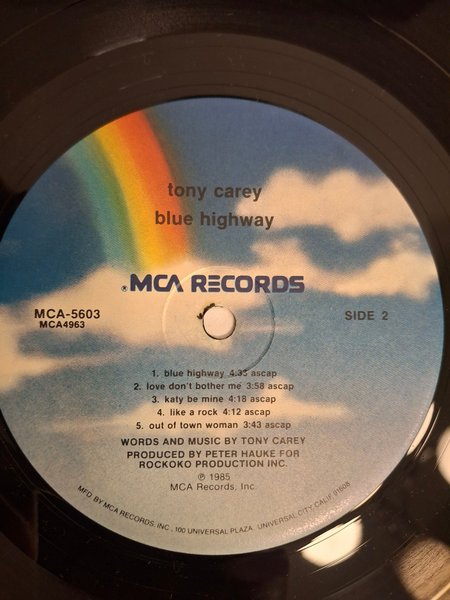 tony carey
blue highway
® MCA RECORDS
MCA-5603
MCA4963
SIDE 2
1. blue highway 4:35 ascap
2. love don't bother me 3:58 ascap
3. katy be mine 4:18 ascap
4. like a rock 4:12 ascap
5. out of town woman 3:43 ascap
WORDS AND MUSIC BY TONY CAREY
PRODUCED BY PETER HAUKE FOR
ROCKOKO PRODUCTION INC.
℗ 1985
MCA Records, Inc.
MFD BY MCA RECORDS, INC., 100 UNIVERSAL PLAZA, UNIVERSAL CITY, CALIF. 91608